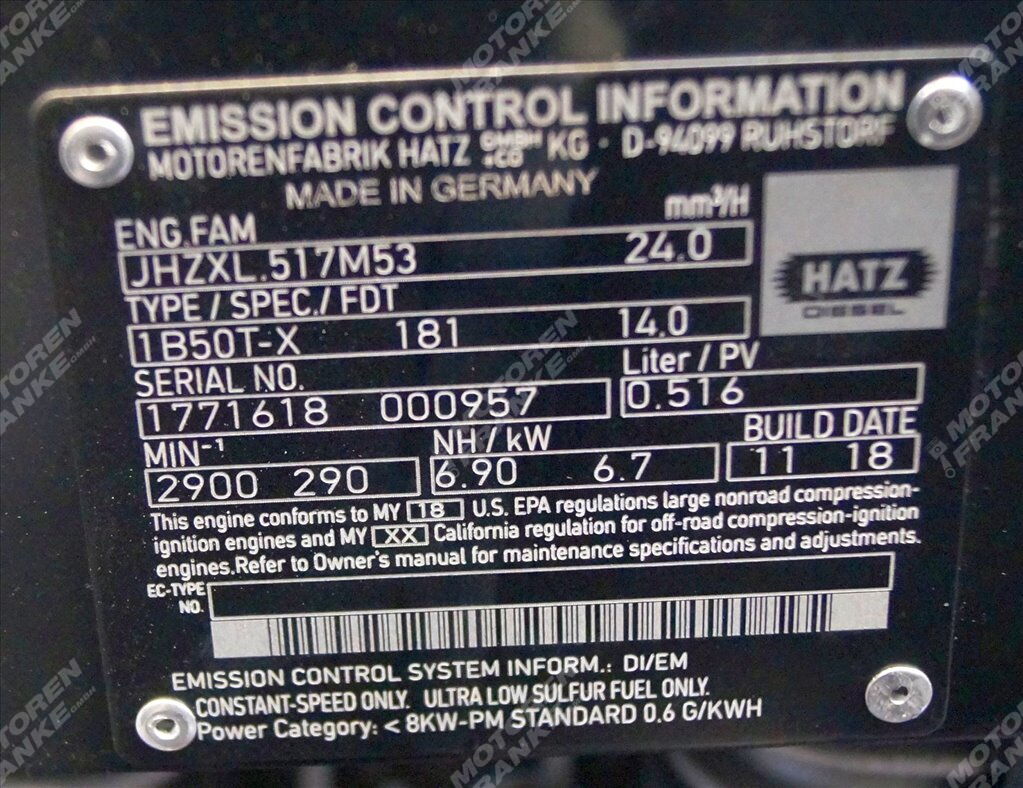 EMISSION CONTROL INFORMATION
MOTORENFABRIK HATZ GMBH +CO KG · D-94099 RUHSTORF
MADE IN GERMANY
mm³/H
ENG.FAM
JHZXL.517M53 24.0
TYPE / SPEC./ FDT
1B50T-X 181 14.0
HATZ
DIESEL
SERIAL NO. Liter / PV
1771618 000957 0.516
MIN⁻¹ NH / kW BUILD DATE
2900 290 6.90 6.7 11 18
This engine conforms to MY 18 U.S. EPA regulations large nonroad compression-
ignition engines and MY XX California regulation for off-road compression-ignition
engines.Refer to Owner's manual for maintenance specifications and adjustments.
EC-TYPE
NO.
EMISSION CONTROL SYSTEM INFORM.: DI/EM
CONSTANT-SPEED ONLY. ULTRA LOW SULFUR FUEL ONLY.
Power Category: < 8KW-PM STANDARD 0.6 G/KWH
MOTOREN
FRANKE GMBH